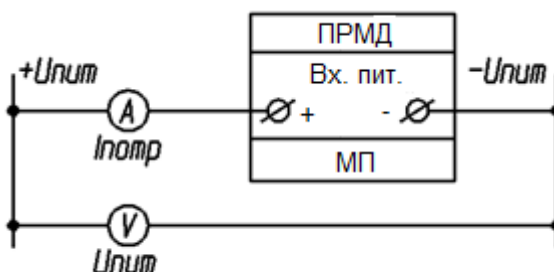 ПРМД
+Uпит
Вх. пит.
-Uпит
A
+
-
Iпотр
МП
V
Uпит